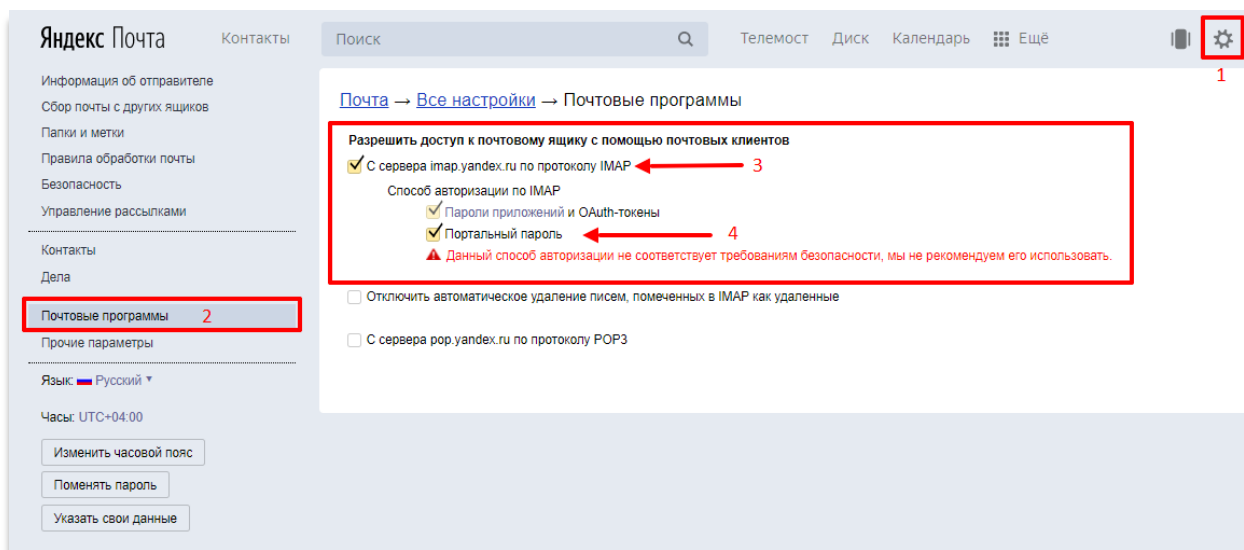 Яндекс Почта
Контакты
Поиск
Телемост
Диск
Календарь
Ещё
1
Информация об отправителе
Сбор почты с других ящиков
Папки и метки
Правила обработки почты
Безопасность
Управление рассылками
Контакты
Дела
Почтовые программы 2
Прочие параметры
Язык: Русский
Часы: UTC+04:00
Изменить часовой пояс
Поменять пароль
Указать свои данные
Почта → Все настройки → Почтовые программы
Разрешить доступ к почтовому ящику с помощью почтовых клиентов
С сервера imap.yandex.ru по протоколу IMAP 3
Способ авторизации по IMAP
Пароли приложений и OAuth-токены
Портальный пароль 4
Данный способ авторизации не соответствует требованиям безопасности, мы не рекомендуем его использовать.
Отключить автоматическое удаление писем, помеченных в IMAP как удаленные
С сервера pop.yandex.ru по протоколу POP3